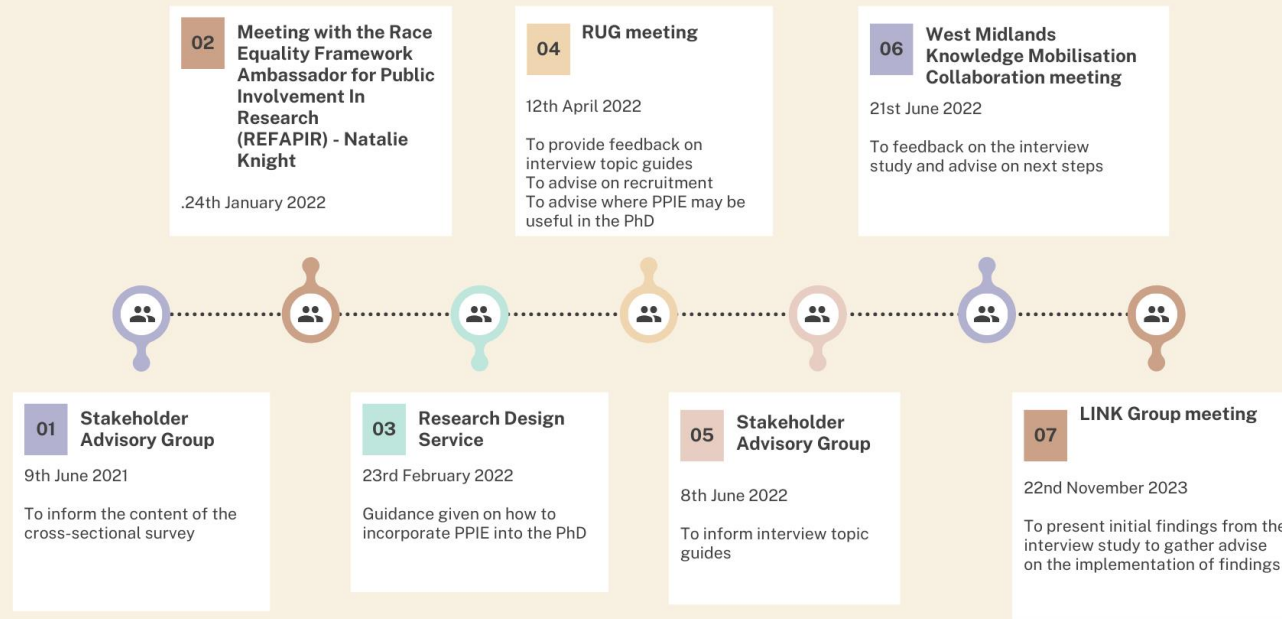 01
Stakeholder
Advisory Group
9th June 2021
To inform the content of the
cross-sectional survey
02
Meeting with the Race
Equality Framework
Ambassador for Public
Involvement In
Research
(REFAPIR) - Natalie
Knight
.24th January 2022
03
Research Design
Service
23rd February 2022
Guidance given on how to
incorporate PPIE into the PhD
04
RUG meeting
12th April 2022
To provide feedback on
interview topic guides
To advise on recruitment
To advise where PPIE may be
useful in the PhD
05
Stakeholder
Advisory Group
8th June 2022
To inform interview topic
guides
06
West Midlands
Knowledge Mobilisation
Collaboration meeting
21st June 2022
To feedback on the interview
study and advise on next steps
07
LINK Group meeting
22nd November 2023
To present initial findings from the
interview study to gather advise
on the implementation of findings